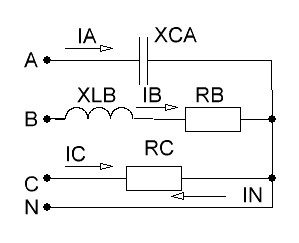 IA XCA
A
XLB IB RB
B
IC RC
C IN
N